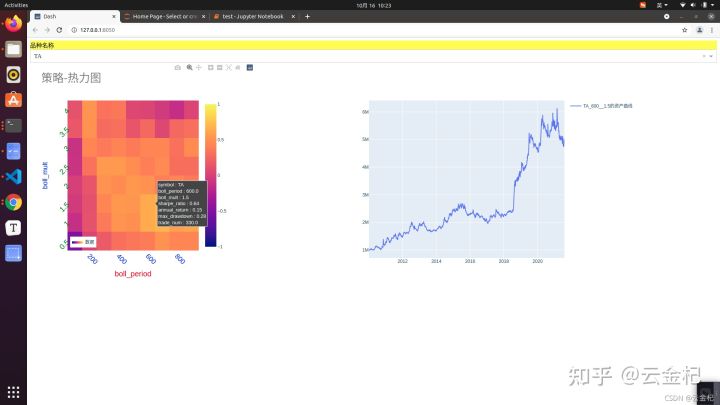 Activities
10月 16 10:23
英
Dash
Home Page - Select or cre
test - Jupyter Notebook
127.0.0.1:8050
品种名称
TA
策略-热力图
boll_mult
4
3.5
3
2.5
2
1.5
1
0.5
symbol : TA
boll_period : 600.0
boll_mult : 1.5
sharpe_ratio : 0.64
annual_return : 0.15
max_drawdown : 0.28
trade_num : 330.0
数据
200
400
600
800
boll_period
1
0.5
0
-0.5
-1
6M
5M
4M
3M
2M
1M
2012
2014
2016
2018
2020
TA_600__1.5的资产曲线
知乎 @云金杞
CSDN @云金杞